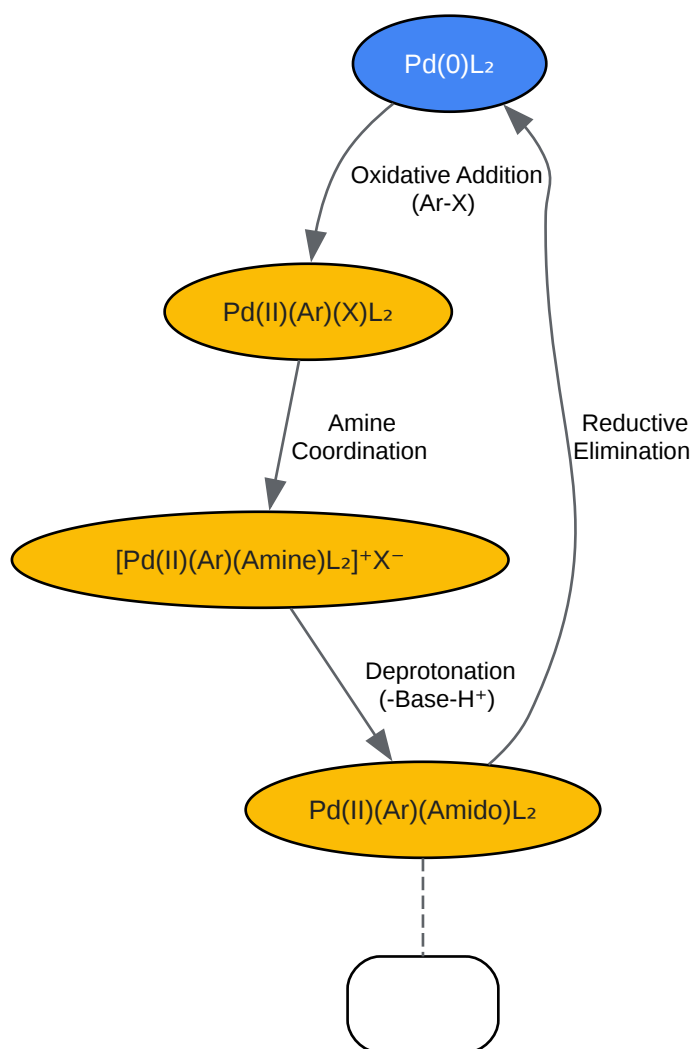 Pd(0)L₂
Oxidative Addition
(Ar-X)
Pd(II)(Ar)(X)L₂
Amine
Coordination
Reductive
Elimination
[Pd(II)(Ar)(Amine)L₂]⁺X⁻
Deprotonation
(-Base-H⁺)
Pd(II)(Ar)(Amido)L₂